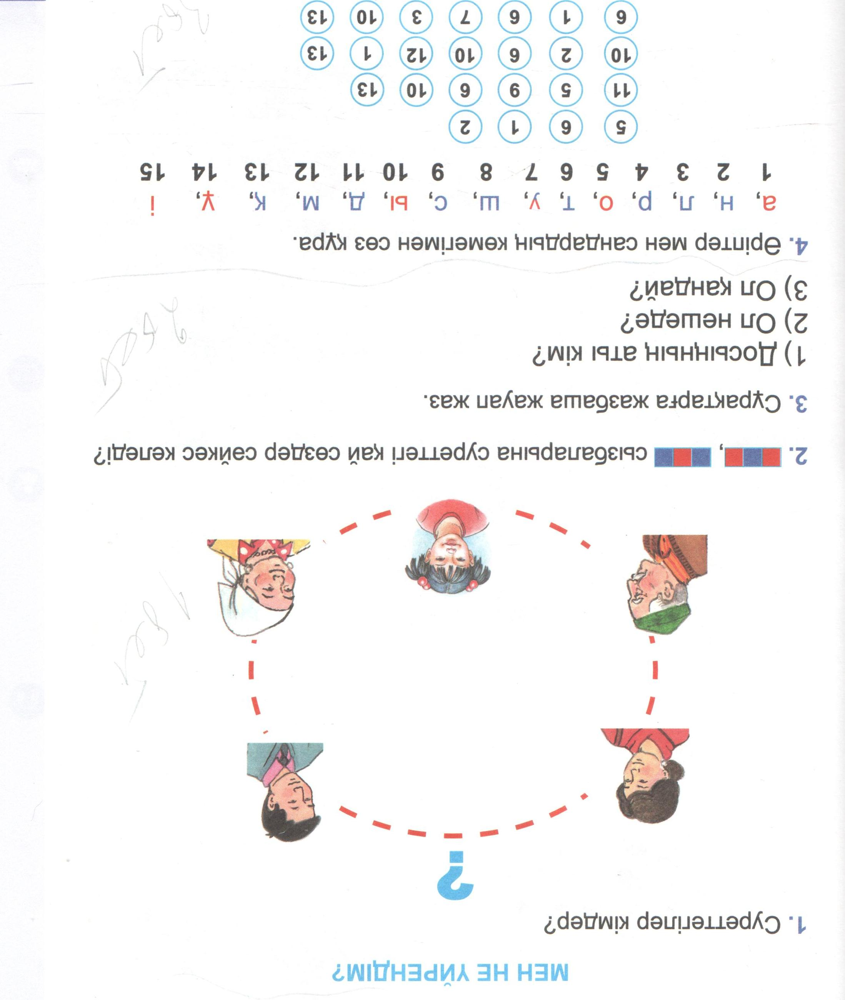 МЕН НЕ ҮЙРЕНДІМ?
1. Суреттегілер кімдер?
?
2. , сызбаларына суреттегі қай сөздер сәйкес келеді?
3. Сұрақтарға жазбаша жауап жаз.
1) Досыңның аты кім?
2) Ол нешеде?
3) Ол қандай?
4. Әріптер мен сандардың көмегімен сөз құра.
а, н, л, р, о, т, у, ш, с, ы, д, м, қ, ұ, і
1 2 3 4 5 6 7 8 9 10 11 12 13 14 15
5 6 1 2
11 5 9 6 10 13
10 2 6 10 12 1 13
6 1 6 7 3 10 13